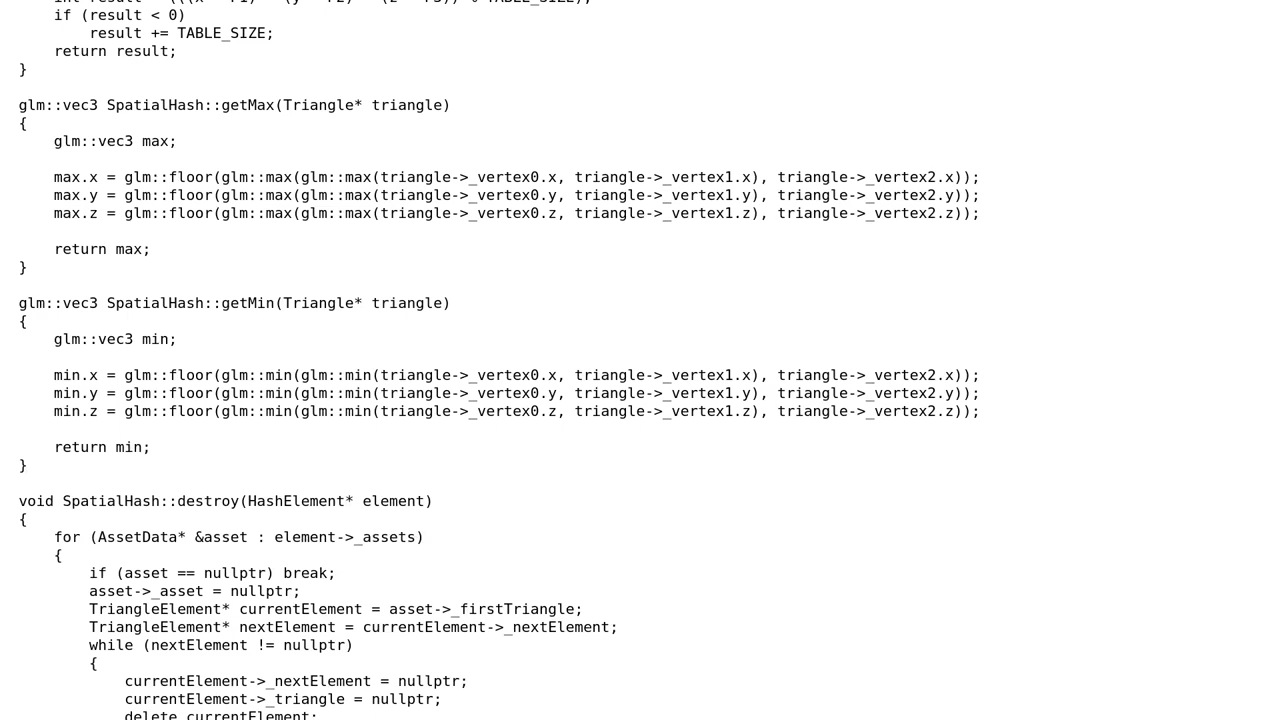 if (result < 0)
        result += TABLE_SIZE;
    return result;
}

glm::vec3 SpatialHash::getMax(Triangle* triangle)
{
    glm::vec3 max;

    max.x = glm::floor(glm::max(glm::max(triangle->_vertex0.x, triangle->_vertex1.x), triangle->_vertex2.x));
    max.y = glm::floor(glm::max(glm::max(triangle->_vertex0.y, triangle->_vertex1.y), triangle->_vertex2.y));
    max.z = glm::floor(glm::max(glm::max(triangle->_vertex0.z, triangle->_vertex1.z), triangle->_vertex2.z));

    return max;
}

glm::vec3 SpatialHash::getMin(Triangle* triangle)
{
    glm::vec3 min;

    min.x = glm::floor(glm::min(glm::min(triangle->_vertex0.x, triangle->_vertex1.x), triangle->_vertex2.x));
    min.y = glm::floor(glm::min(glm::min(triangle->_vertex0.y, triangle->_vertex1.y), triangle->_vertex2.y));
    min.z = glm::floor(glm::min(glm::min(triangle->_vertex0.z, triangle->_vertex1.z), triangle->_vertex2.z));

    return min;
}

void SpatialHash::destroy(HashElement* element)
{
    for (AssetData* &asset : element->_assets)
    {
        if (asset == nullptr) break;
        asset->_asset = nullptr;
        TriangleElement* currentElement = asset->_firstTriangle;
        TriangleElement* nextElement = currentElement->_nextElement;
        while (nextElement != nullptr)
        {
            currentElement->_nextElement = nullptr;
            currentElement->_triangle = nullptr;
            delete currentElement;